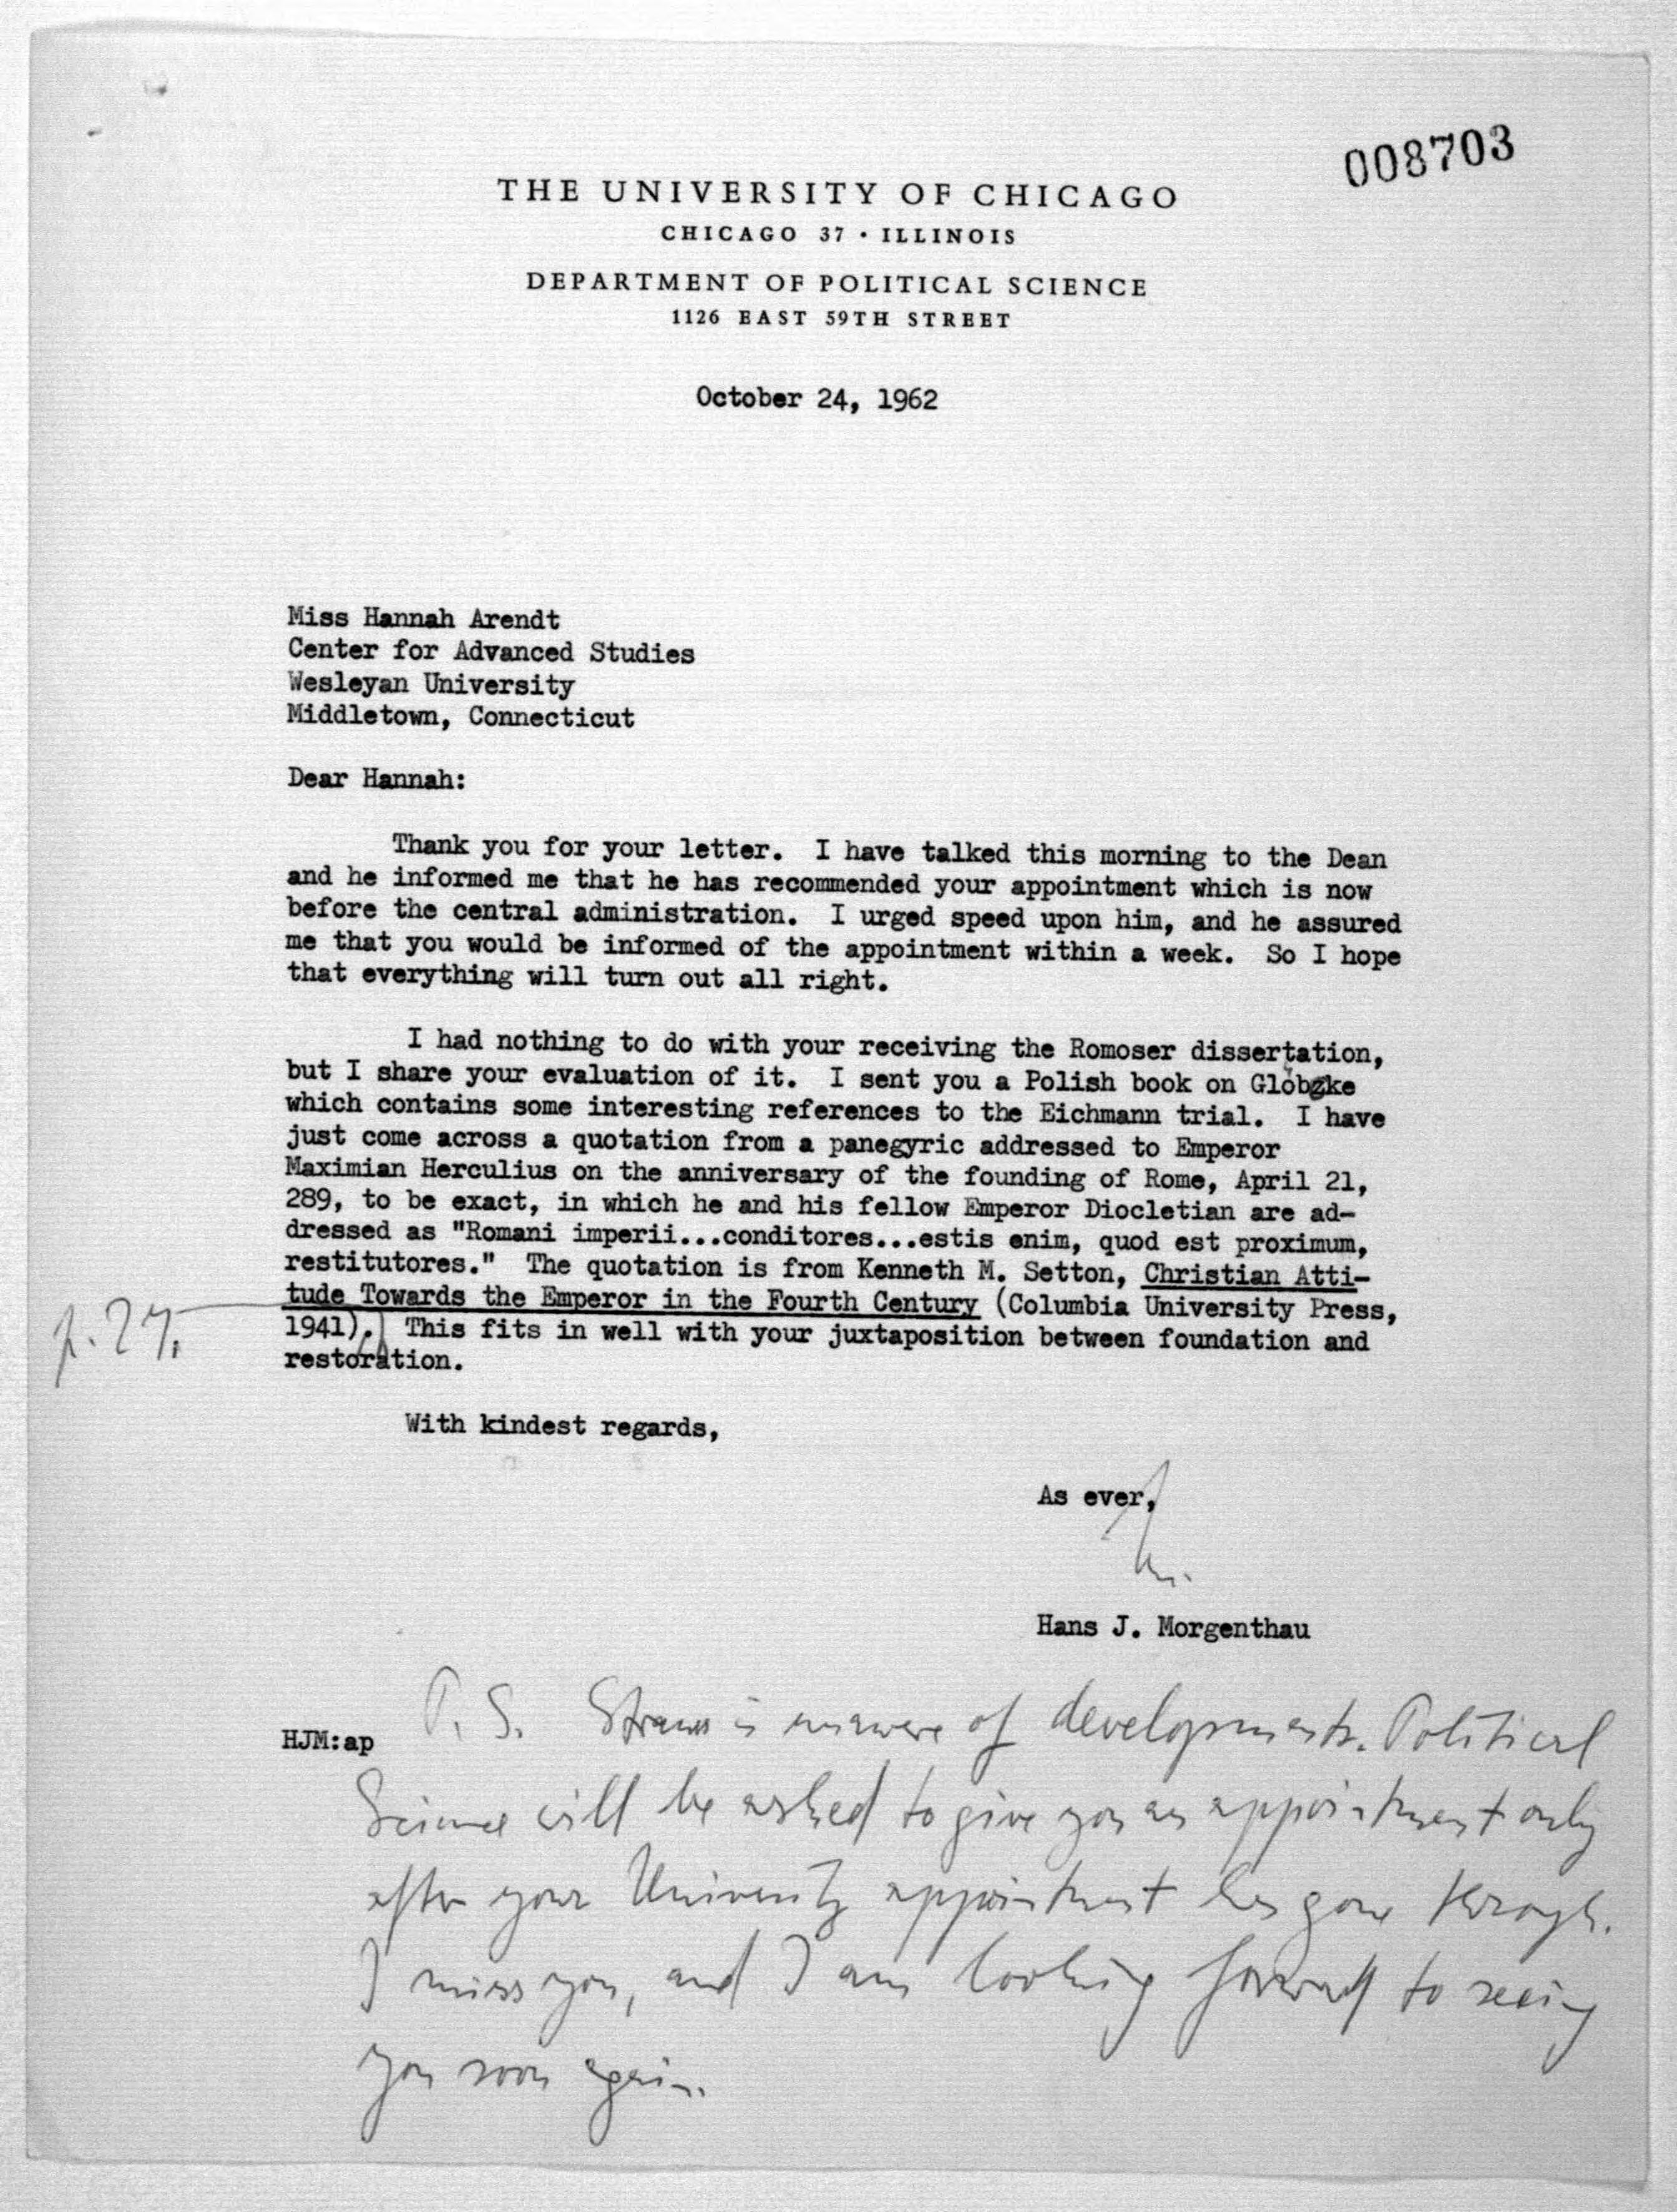 008703
THE UNIVERSITY OF CHICAGO
CHICAGO 37 · ILLINOIS
DEPARTMENT OF POLITICAL SCIENCE
1126 EAST 59TH STREET
October 24, 1962
Miss Hannah Arendt
Center for Advanced Studies
Wesleyan University
Middletown, Connecticut
Dear Hannah:
Thank you for your letter. I have talked this morning to the Dean
and he informed me that he has recommended your appointment which is now
before the central administration. I urged speed upon him, and he assured
me that you would be informed of the appointment within a week. So I hope
that everything will turn out all right.
I had nothing to do with your receiving the Romoser dissertation,
but I share your evaluation of it. I sent you a Polish book on Globke
which contains some interesting references to the Eichmann trial. I have
just come across a quotation from a panegyric addressed to Emperor
Maximian Herculius on the anniversary of the founding of Rome, April 21,
289, to be exact, in which he and his fellow Emperor Diocletian are ad-
dressed as "Romani imperii...conditores...estis enim, quod est proximum,
restitutores." The quotation is from Kenneth M. Setton, Christian Atti-
tude Towards the Emperor in the Fourth Century (Columbia University Press,
p. 27.
1941). This fits in well with your juxtaposition between foundation and
restoration.
With kindest regards,
As ever,
Hans J. Morgenthau
HJM:ap
P. S. Strauss is unaware of developments. Political
Science will be asked to give you an appointment only
after your University appointment has gone through.
I miss you, and I am looking forward to seeing
you soon again.